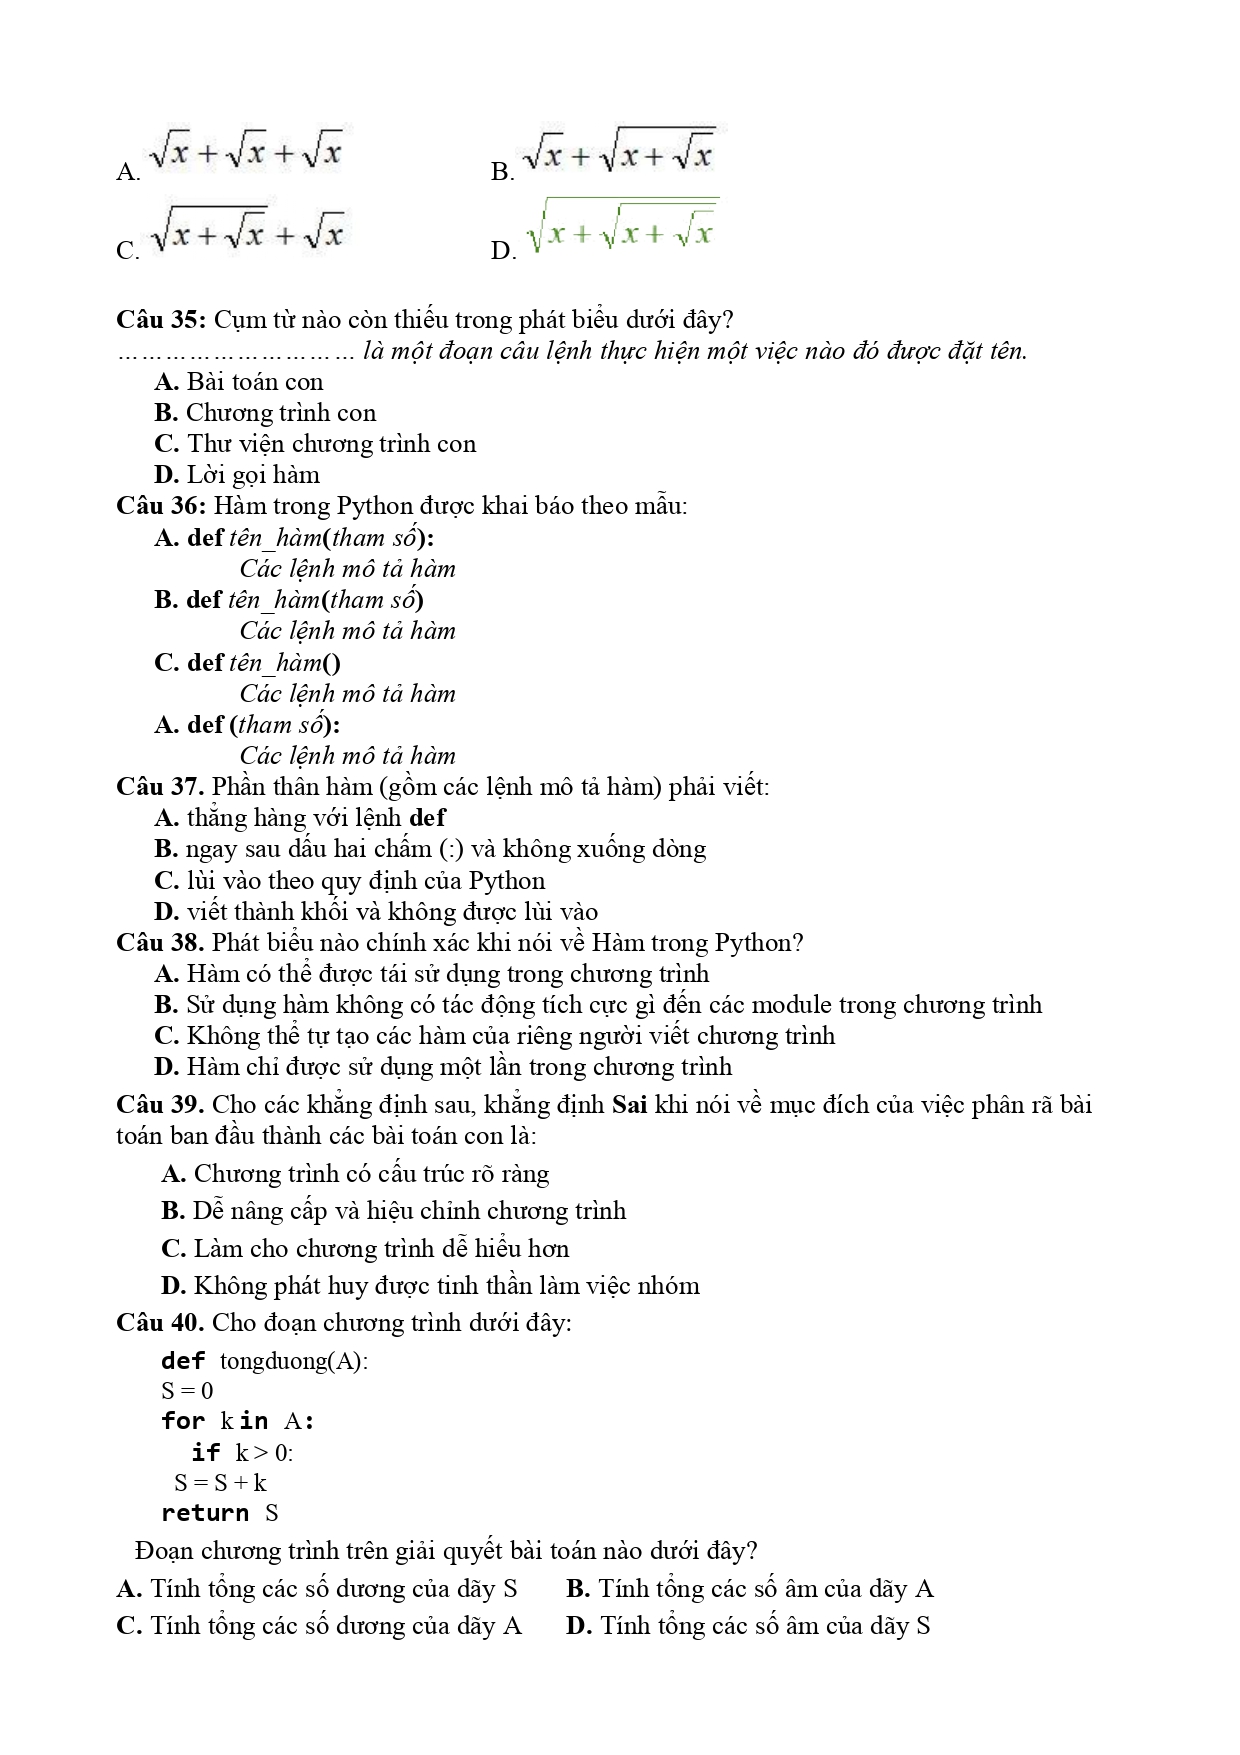 A. √x + √x + √x B. √x + √(x + √x)
C. √(x + √x) + √x D. √(x + √(x + √x))
Câu 35: Cụm từ nào còn thiếu trong phát biểu dưới đây?
………………………… là một đoạn câu lệnh thực hiện một việc nào đó được đặt tên.
A. Bài toán con
B. Chương trình con
C. Thư viện chương trình con
D. Lời gọi hàm
Câu 36: Hàm trong Python được khai báo theo mẫu:
A. def tên_hàm(tham số):
Các lệnh mô tả hàm
B. def tên_hàm(tham số)
Các lệnh mô tả hàm
C. def tên_hàm()
Các lệnh mô tả hàm
A. def (tham số):
Các lệnh mô tả hàm
Câu 37. Phần thân hàm (gồm các lệnh mô tả hàm) phải viết:
A. thẳng hàng với lệnh def
B. ngay sau dấu hai chấm (:) và không xuống dòng
C. lùi vào theo quy định của Python
D. viết thành khối và không được lùi vào
Câu 38. Phát biểu nào chính xác khi nói về Hàm trong Python?
A. Hàm có thể được tái sử dụng trong chương trình
B. Sử dụng hàm không có tác động tích cực gì đến các module trong chương trình
C. Không thể tự tạo các hàm của riêng người viết chương trình
D. Hàm chỉ được sử dụng một lần trong chương trình
Câu 39. Cho các khẳng định sau, khẳng định Sai khi nói về mục đích của việc phân rã bài
toán ban đầu thành các bài toán con là:
A. Chương trình có cấu trúc rõ ràng
B. Dễ nâng cấp và hiệu chỉnh chương trình
C. Làm cho chương trình dễ hiểu hơn
D. Không phát huy được tinh thần làm việc nhóm
Câu 40. Cho đoạn chương trình dưới đây:
def tongduong(A):
S = 0
for k in A:
if k > 0:
S = S + k
return S
Đoạn chương trình trên giải quyết bài toán nào dưới đây?
A. Tính tổng các số dương của dãy S B. Tính tổng các số âm của dãy A
C. Tính tổng các số dương của dãy A D. Tính tổng các số âm của dãy S